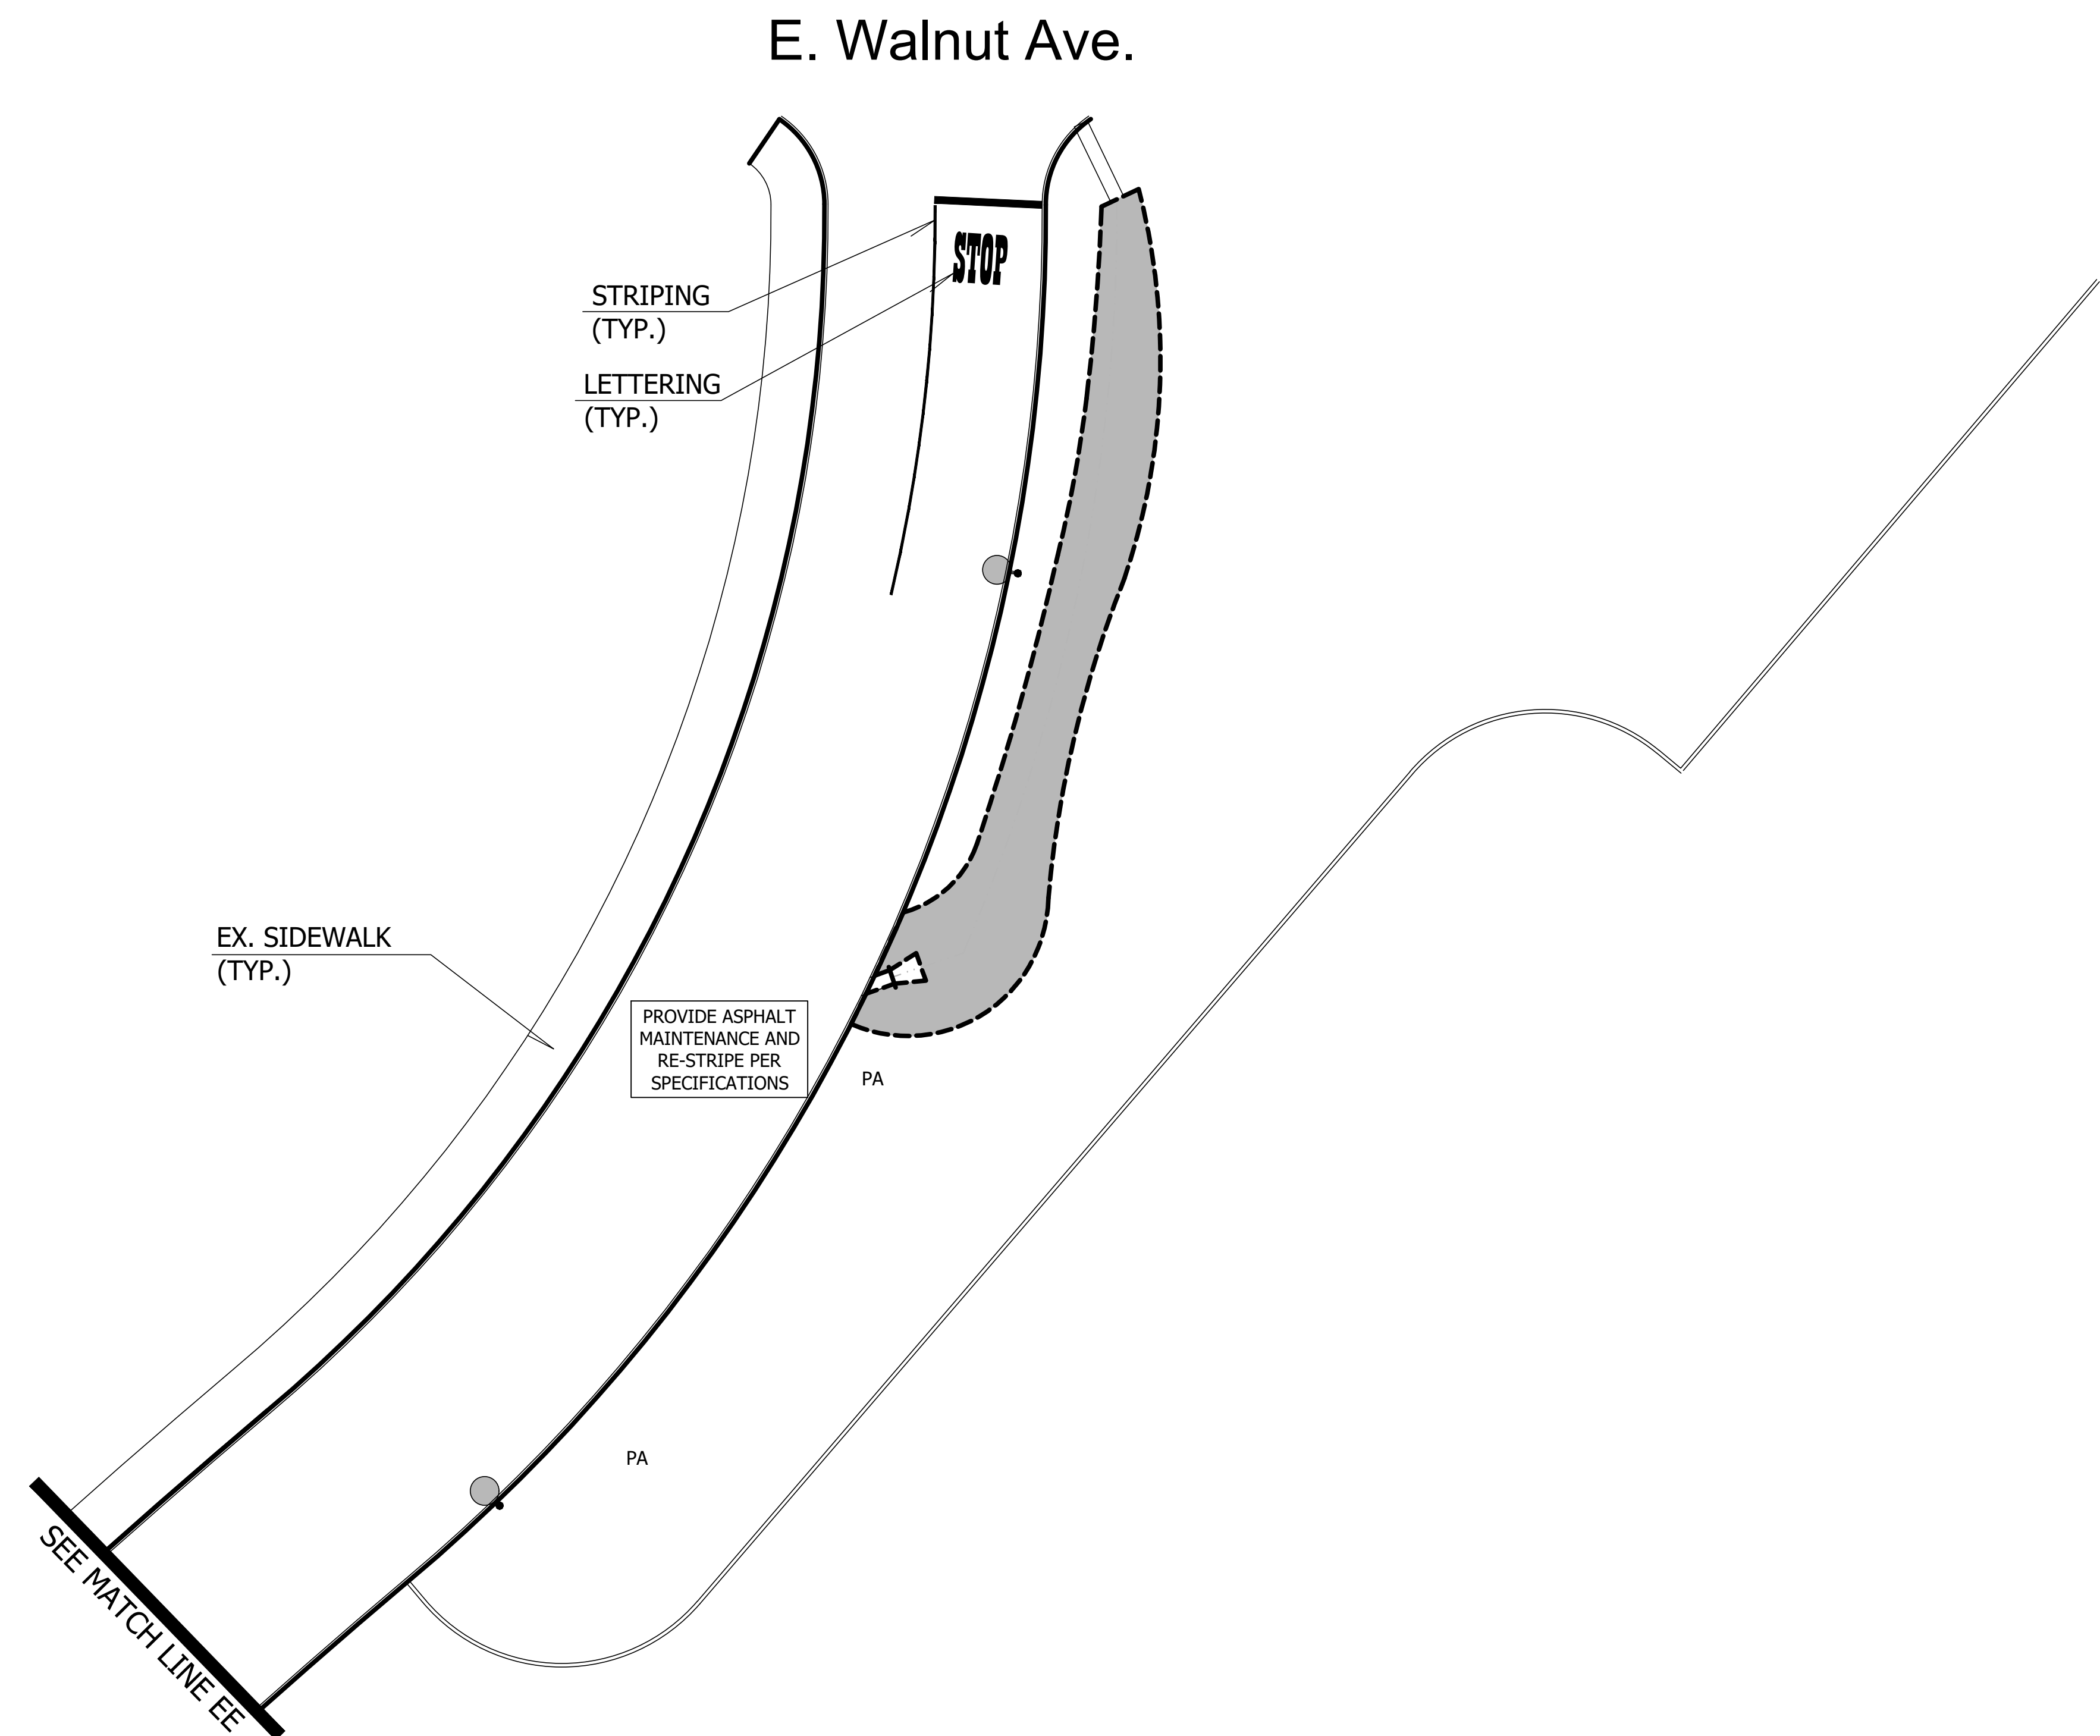 E. Walnut Ave.
STOP
STRIPING
(TYP.)
LETTERING
(TYP.)
EX. SIDEWALK
(TYP.)
PROVIDE ASPHALT
MAINTENANCE AND
RE-STRIPE PER
SPECIFICATIONS
PA
PA
SEE MATCH LINE EE